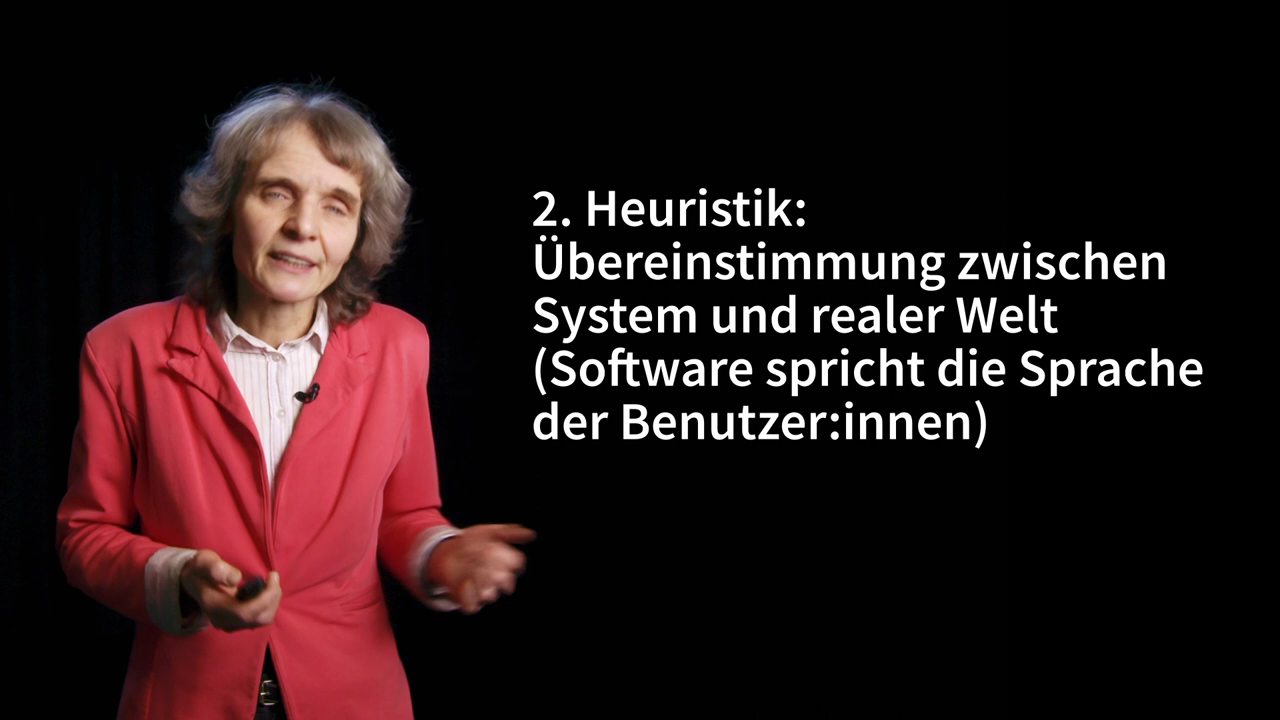 2. Heuristik:
Übereinstimmung zwischen
System und realer Welt
(Software spricht die Sprache
der Benutzer:innen)